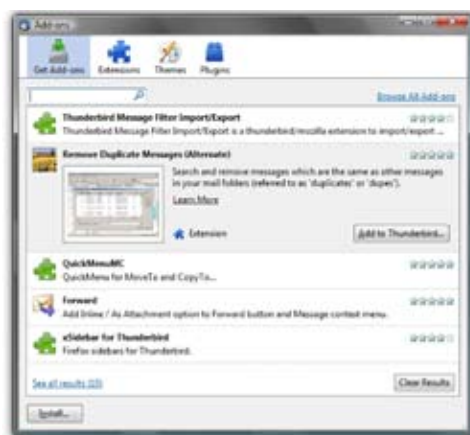 Add-ons
Get Add-ons Extensions Themes Plugins
Browse All Add-ons
Thunderbird Message Filter Import/Export
Thunderbird Message Filter Import/Export is a thunderbird/mozilla extension to import/export ...
Remove Duplicate Messages (Alternate)
Search and remove messages which are the same as other messages
in your mail folders (referred to as 'duplicates' or 'dupes').
Learn More
Extension
Add to Thunderbird...
QuickMenuMC
QuickMenu for MoveTo and CopyTo...
Forward
Add Inline / As Attachment option to Forward button and Message context menu.
xSidebar for Thunderbird
Firefox sidebars for Thunderbird.
See all results
Clear Results
Install...